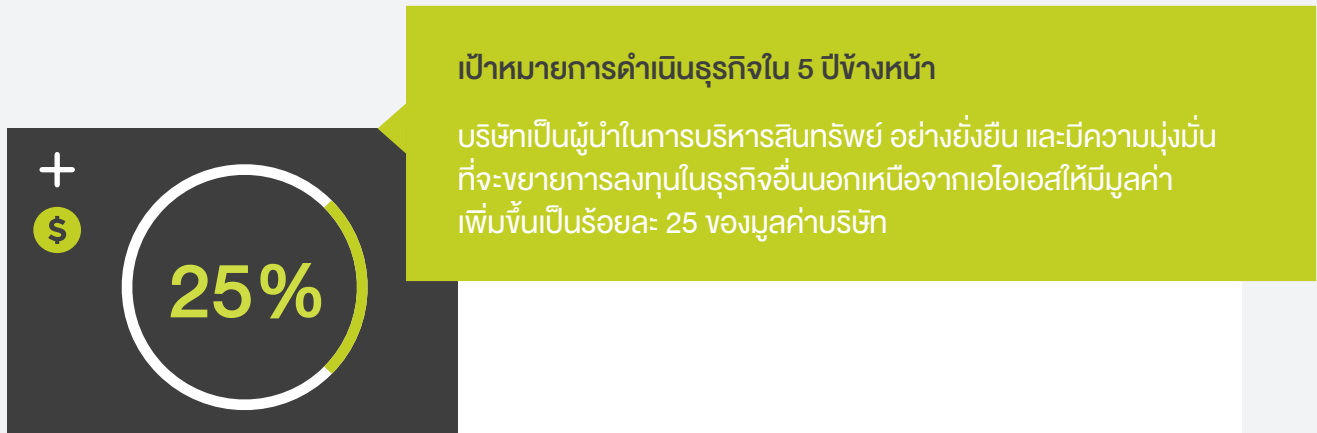 เป้าหมายการดำเนินธุรกิจใน 5 ปีข้างหน้า
บริษัทเป็นผู้นำในการบริหารสินทรัพย์ อย่างยั่งยืน และมีความมุ่งมั่น
ที่จะขยายการลงทุนในธุรกิจอื่นนอกเหนือจากเอไอเอสให้มีมูลค่า
เพิ่มขึ้นเป็นร้อยละ 25 ของมูลค่าบริษัท
+
$
25%